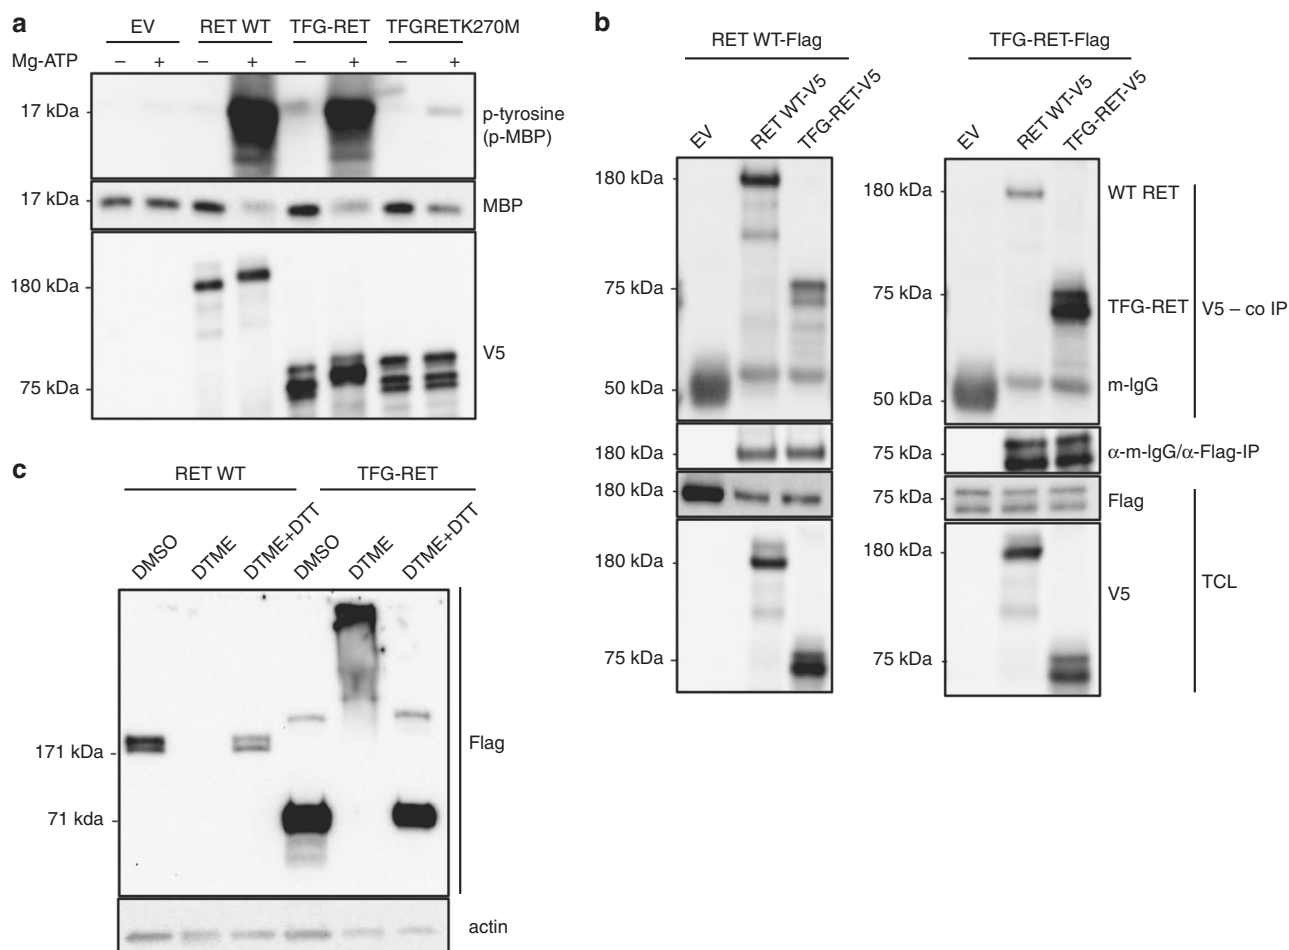 a
EV RET WT TFG-RET TFGRETK270M
Mg-ATP – + – + – + – +
17 kDa
p-tyrosine
(p-MBP)
17 kDa
MBP
180 kDa
V5
75 kDa
b
RET WT-Flag TFG-RET-Flag
EV RET WT-V5 TFG-RET-V5 EV RET WT-V5 TFG-RET-V5
180 kDa 180 kDa WT RET
75 kDa 75 kDa TFG-RET V5 – co IP
50 kDa 50 kDa m-IgG
180 kDa 75 kDa α-m-IgG/α-Flag-IP
180 kDa 75 kDa Flag
180 kDa 180 kDa
V5 TCL
75 kDa 75 kDa
c
RET WT TFG-RET
DMSO DTME DTME+DTT DMSO DTME DTME+DTT
171 kDa
Flag
71 kda
actin